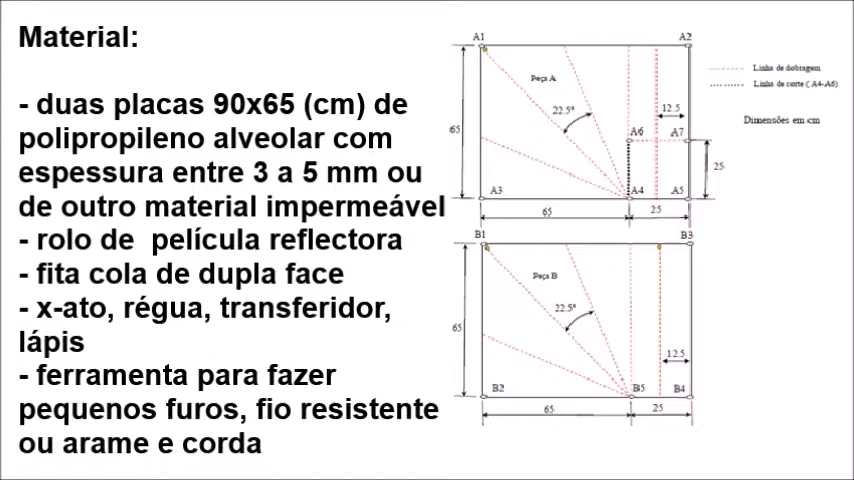 Material:
- duas placas 90x65 (cm) de
polipropileno alveolar com
espessura entre 3 a 5 mm ou
de outro material impermeável
- rolo de película reflectora
- fita cola de dupla face
- x-ato, régua, transferidor,
lápis
- ferramenta para fazer
pequenos furos, fio resistente
ou arame e corda
A1
A2
Peça A
Linha de dobragem
Linha de corte ( A4-A6)
22.5º
12.5
Dimensões em cm
65
A6
A7
25
A3
A4
A5
65
25
B1
B3
Peça B
22.5º
65
12.5
B2
B5
B4
65
25